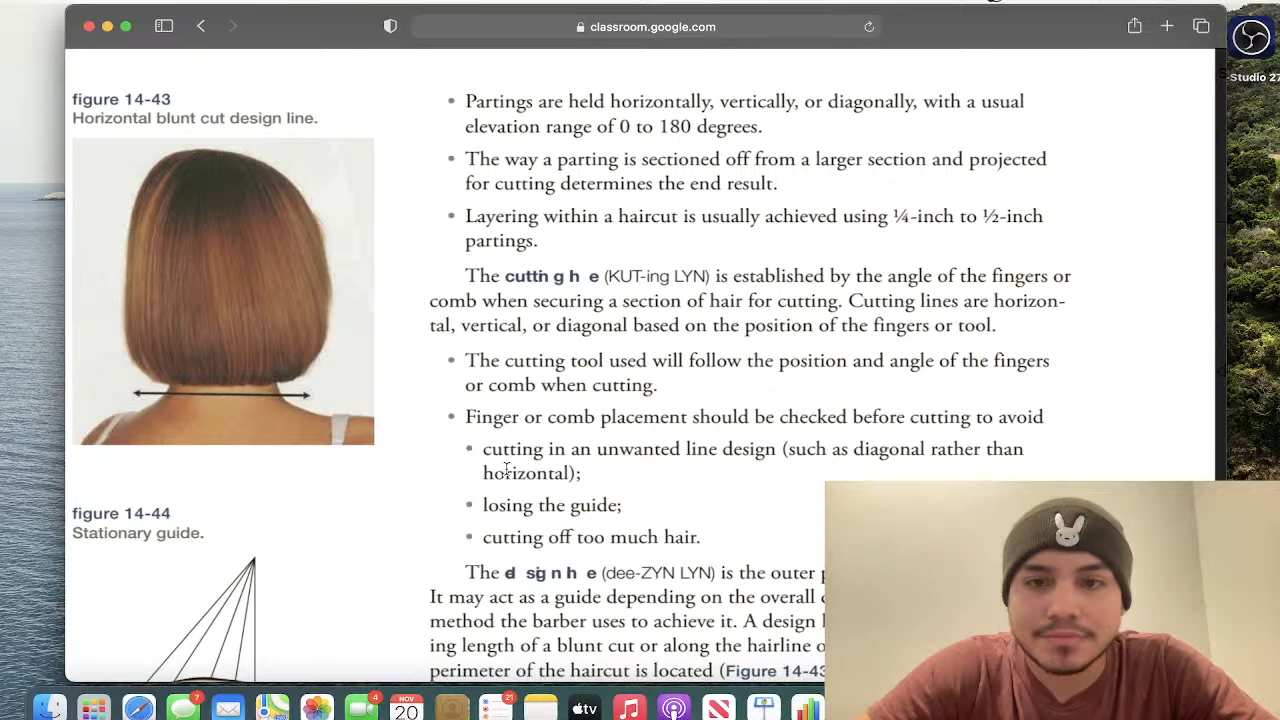 classroom.google.com
Studio 27
figure 14-43
Horizontal blunt cut design line.
• Partings are held horizontally, vertically, or diagonally, with a usual
elevation range of 0 to 180 degrees.
• The way a parting is sectioned off from a larger section and projected
for cutting determines the end result.
• Layering within a haircut is usually achieved using ¼-inch to ½-inch
partings.
The cuttin g h e (KUT-ing LYN) is established by the angle of the fingers or
comb when securing a section of hair for cutting. Cutting lines are horizon-
tal, vertical, or diagonal based on the position of the fingers or tool.
• The cutting tool used will follow the position and angle of the fingers
or comb when cutting.
• Finger or comb placement should be checked before cutting to avoid
• cutting in an unwanted line design (such as diagonal rather than
horizontal);
• losing the guide;
• cutting off too much hair.
figure 14-44
Stationary guide.
The d sig n h e (dee-ZYN LYN) is the outer
It may act as a guide depending on the overall
method the barber uses to achieve it. A design
ing length of a blunt cut or along the hairline
perimeter of the haircut is located (Figure 14-43
7
4
NOV
20
21
tv